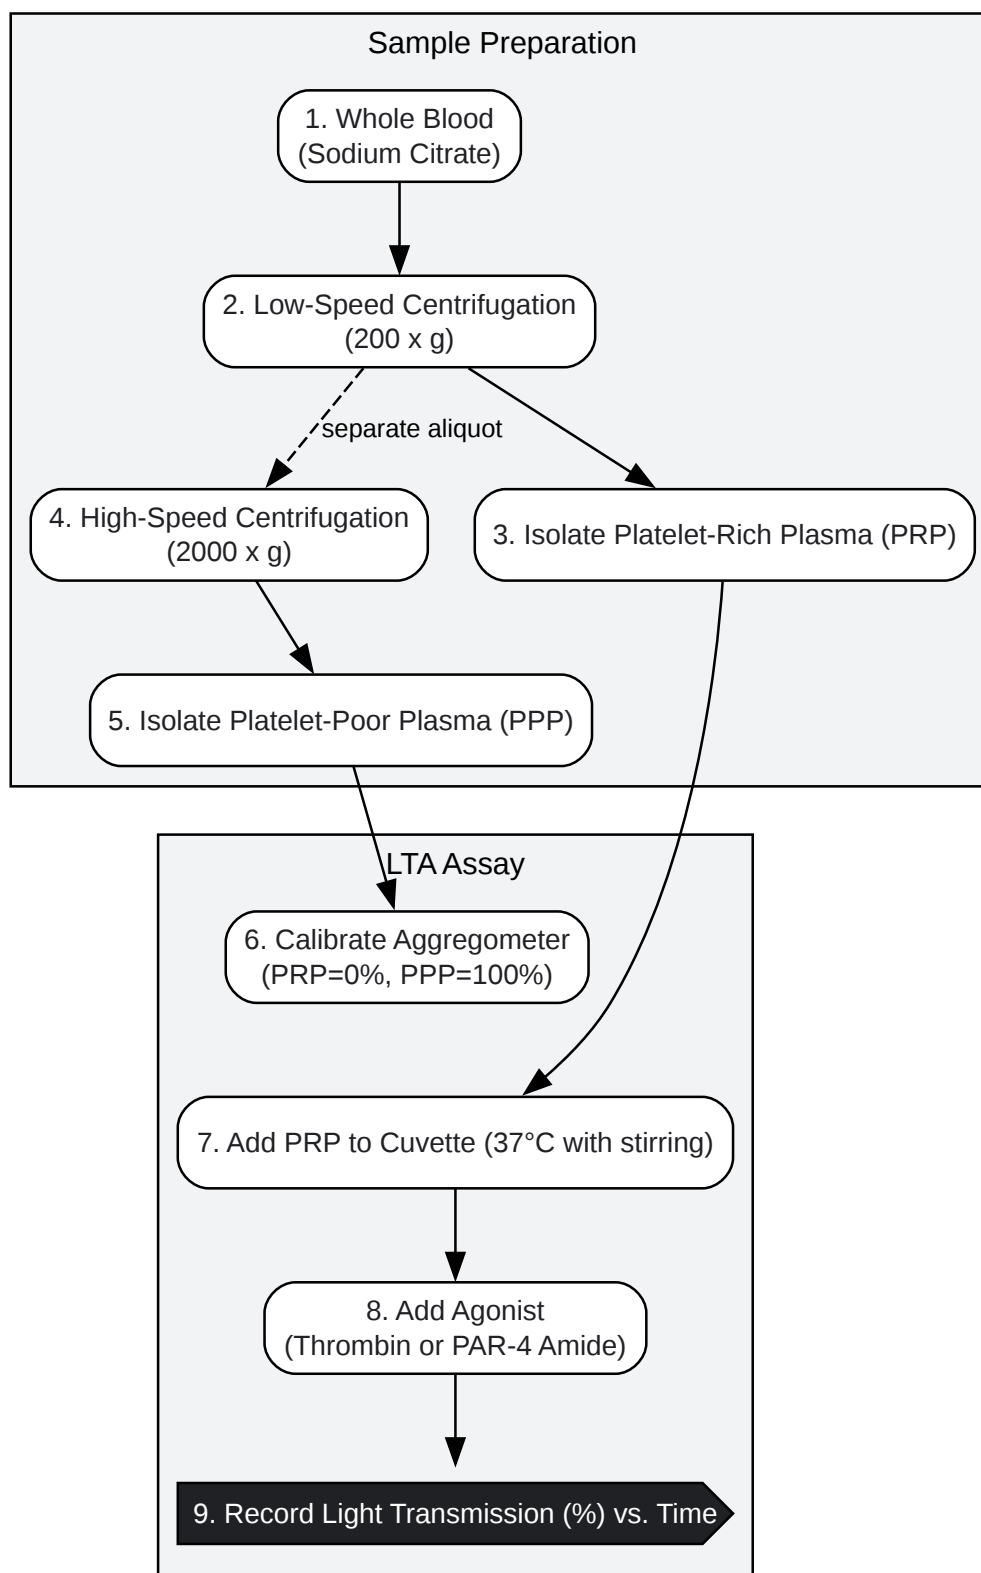 Sample Preparation
1. Whole Blood
(Sodium Citrate)
2. Low-Speed Centrifugation
(200 x g)
separate aliquot
4. High-Speed Centrifugation
(2000 x g)
3. Isolate Platelet-Rich Plasma (PRP)
5. Isolate Platelet-Poor Plasma (PPP)
LTA Assay
6. Calibrate Aggregometer
(PRP=0%, PPP=100%)
7. Add PRP to Cuvette (37°C with stirring)
8. Add Agonist
(Thrombin or PAR-4 Amide)
9. Record Light Transmission (%) vs. Time